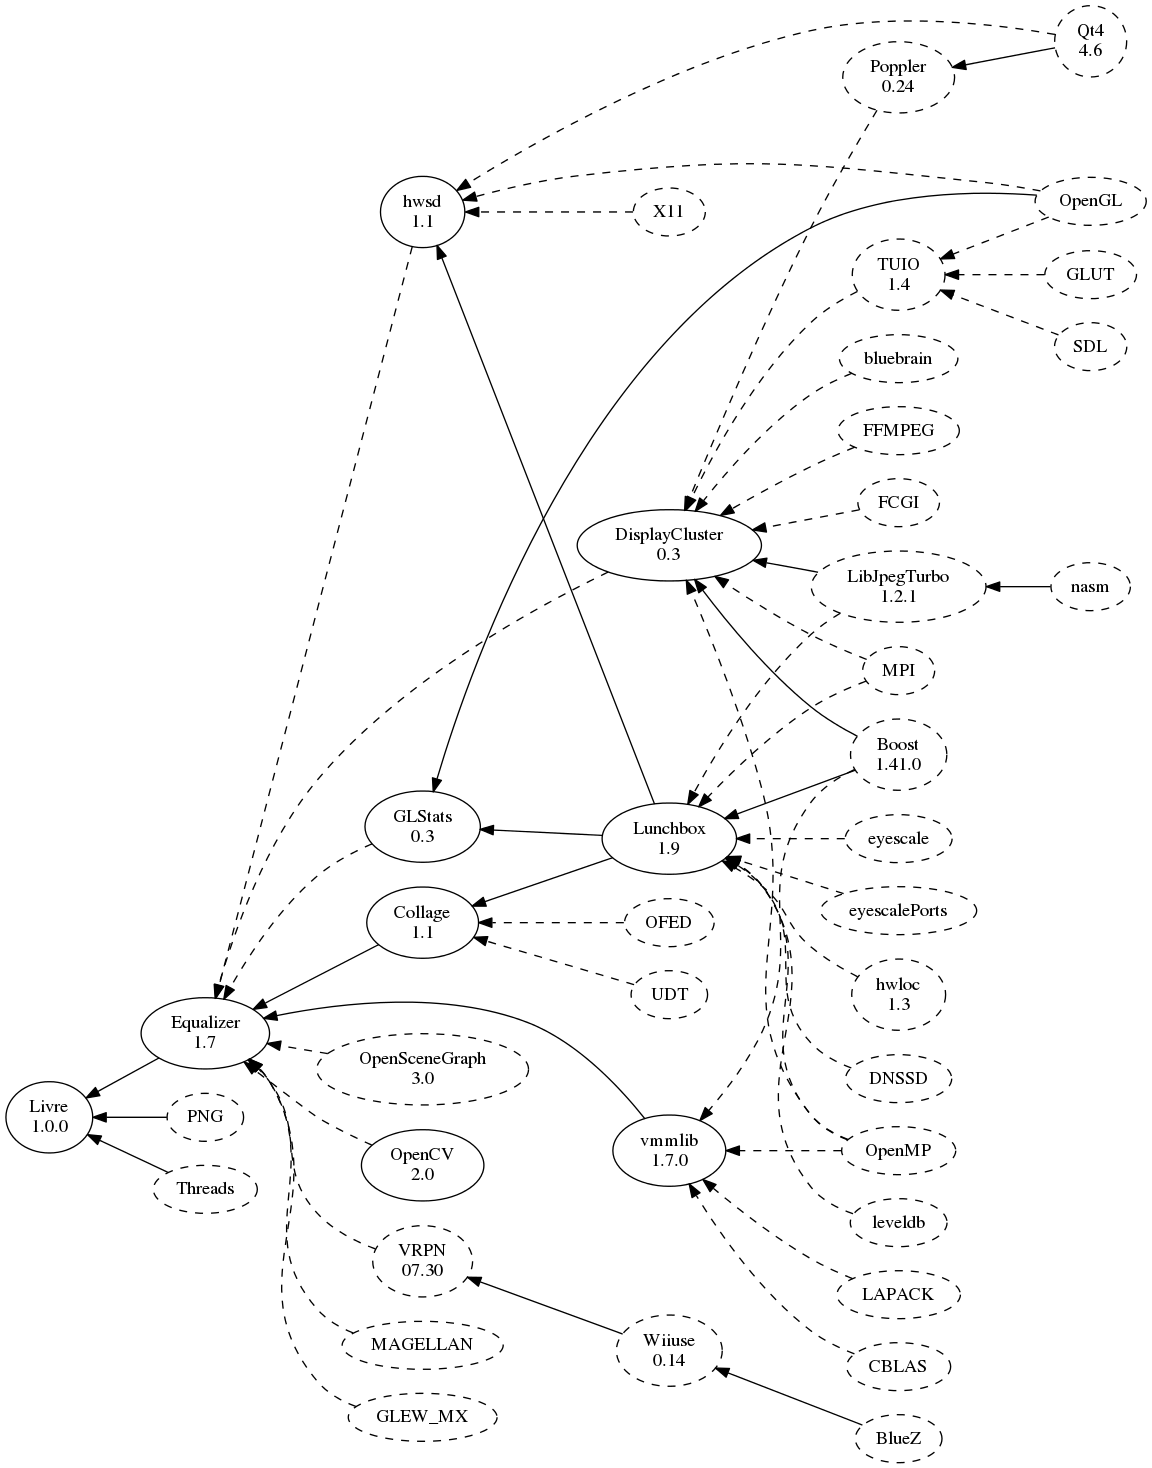 Qt4
4.6
Poppler
0.24
hwsd
1.1
X11
OpenGL
TUIO
1.4
GLUT
SDL
bluebrain
FFMPEG
FCGI
DisplayCluster
0.3
LibJpegTurbo
1.2.1
nasm
MPI
Boost
1.41.0
GLStats
0.3
Lunchbox
1.9
eyescale
Collage
1.1
OFED
eyescalePorts
UDT
hwloc
1.3
Equalizer
1.7
OpenSceneGraph
3.0
DNSSD
Livre
1.0.0
PNG
OpenCV
2.0
vmmlib
1.7.0
OpenMP
Threads
leveldb
VRPN
07.30
LAPACK
MAGELLAN
Wiiuse
0.14
CBLAS
GLEW_MX
BlueZ